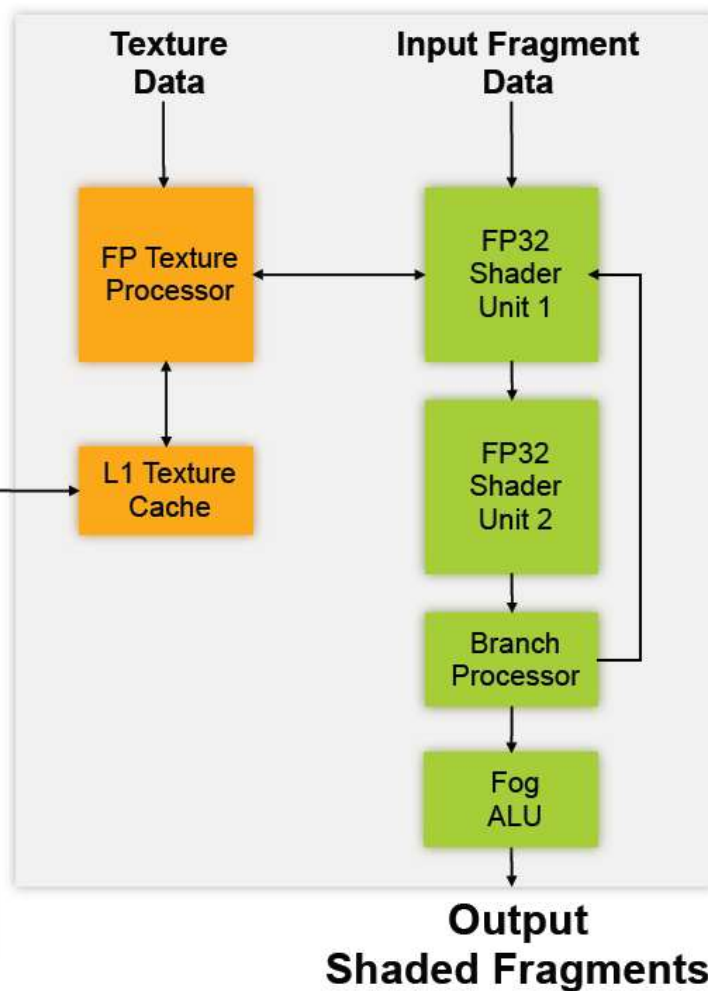 Texture
Data
Input Fragment
Data
FP Texture
Processor
FP32
Shader
Unit 1
L1 Texture
Cache
FP32
Shader
Unit 2
Branch
Processor
Fog
ALU
Output
Shaded Fragments